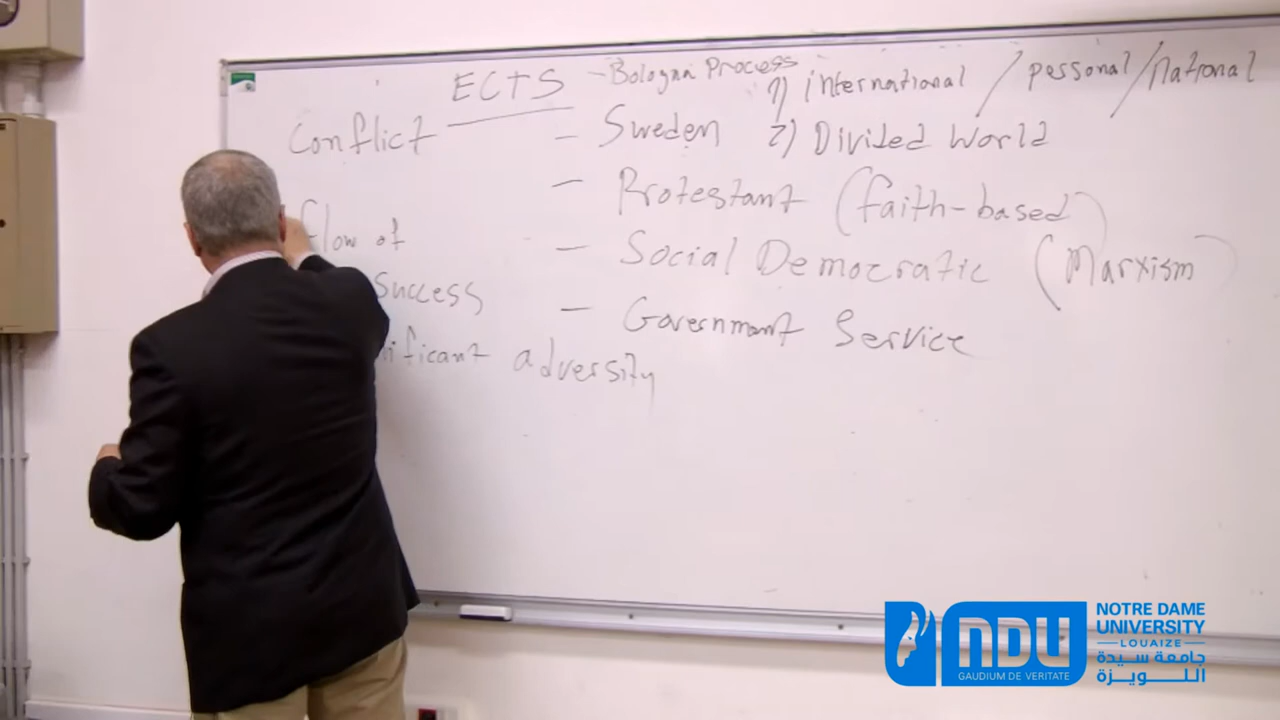 ECTS - Bologna Process
1) international / personal / national
Conflict
- Sweden
2) Divided World
- Protestant (faith-based)
flow of
- Social Democratic (Marxism)
success
- Government Service
adversity
NDU
GAUDIUM DE VERITATE
NOTRE DAME
UNIVERSITY
LOUAIZE
جامعة سيدة
اللويزة